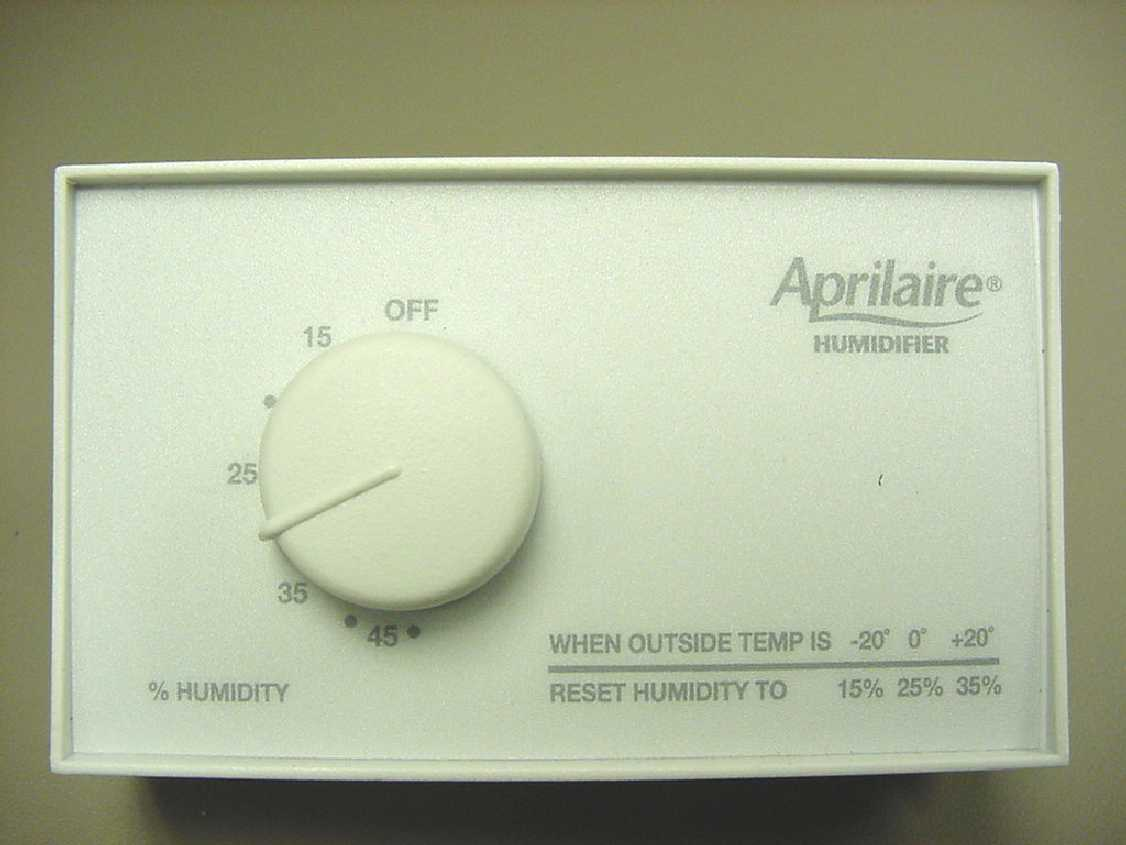 Aprilaire®
HUMIDIFIER
OFF
15
25
35
45
% HUMIDITY
WHEN OUTSIDE TEMP IS -20° 0° +20°
RESET HUMIDITY TO 15% 25% 35%